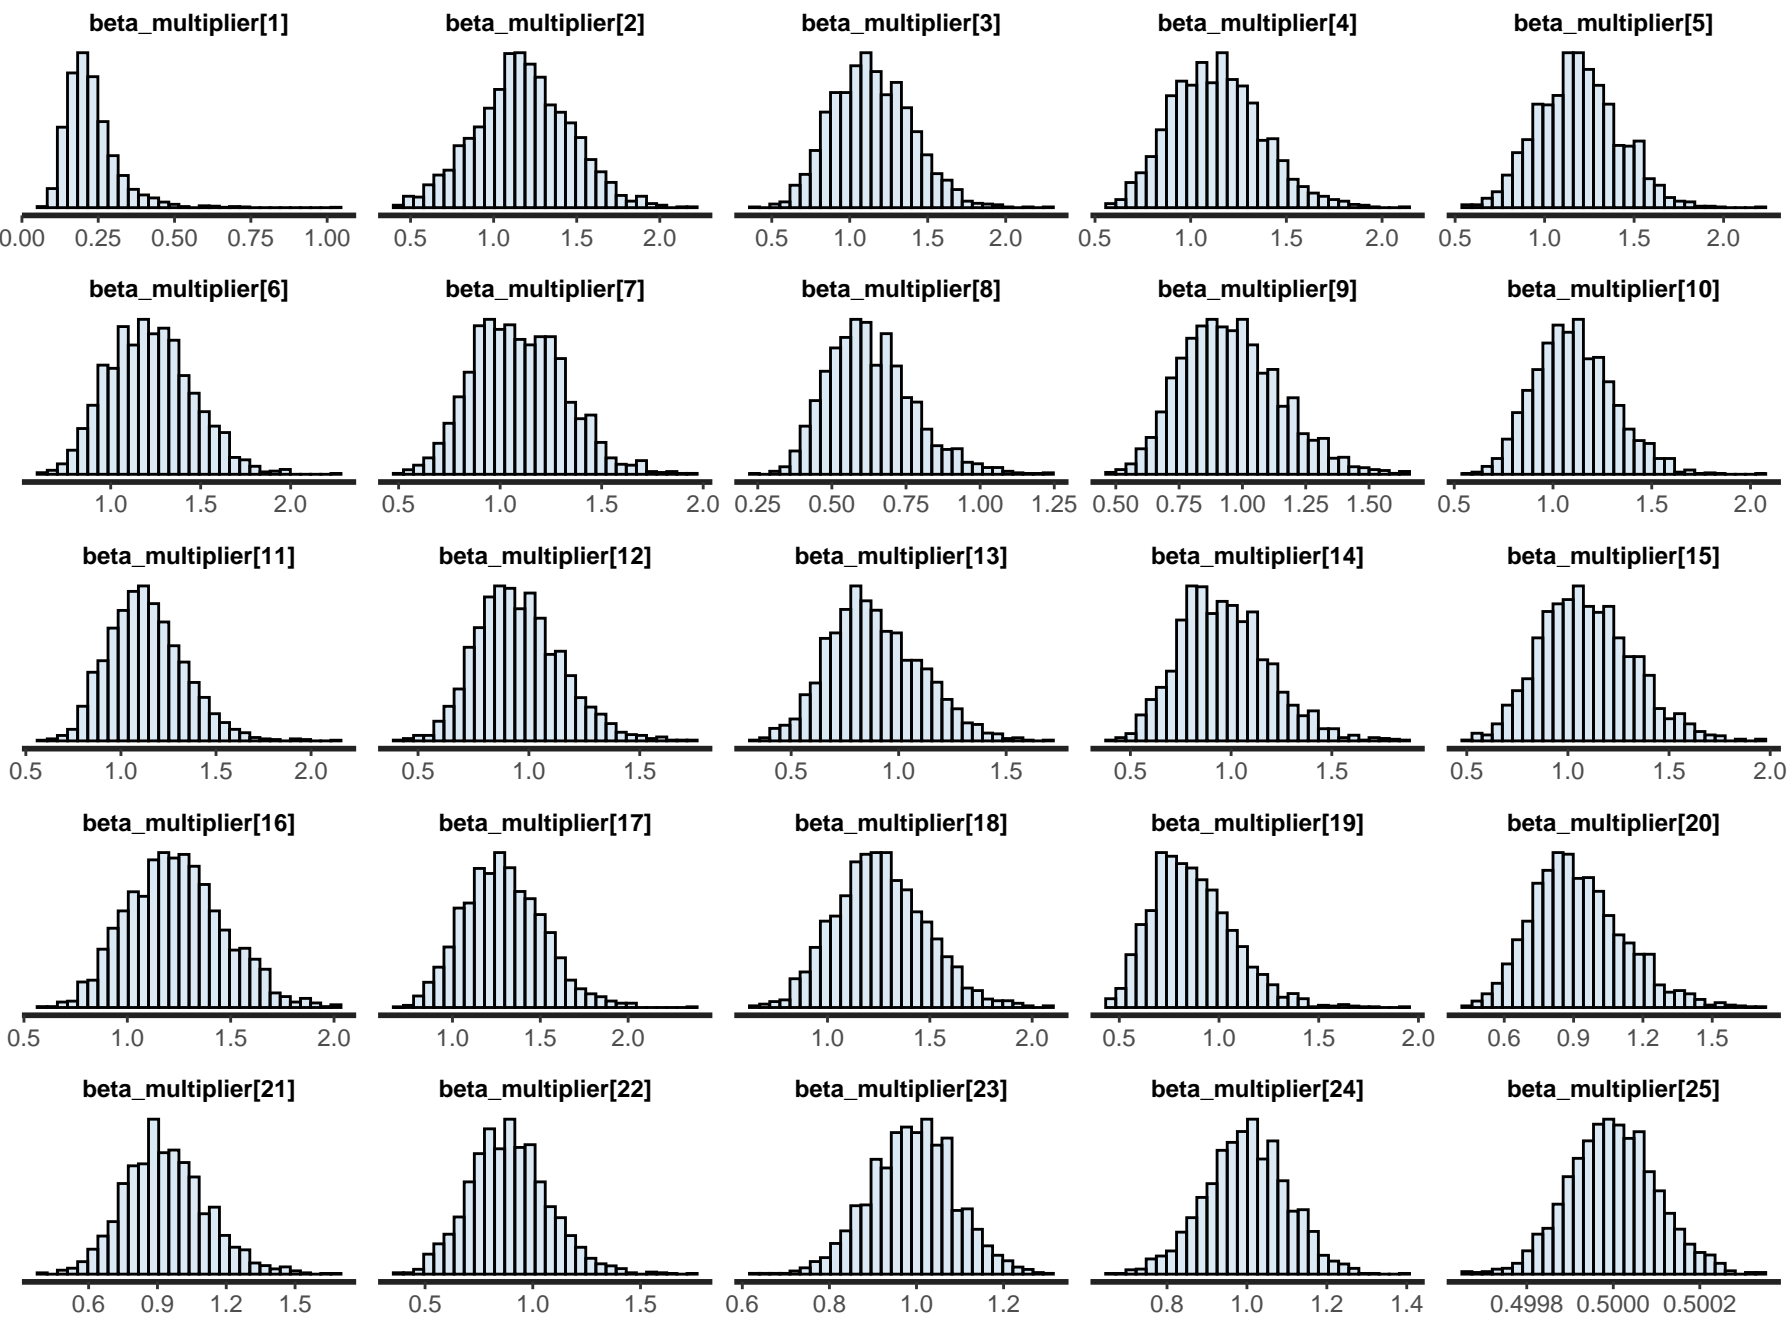 beta_multiplier[1] beta_multiplier[2] beta_multiplier[3] beta_multiplier[4] beta_multiplier[5]
0.00 0.25 0.50 0.75 1.00 0.5 1.0 1.5 2.0 0.5 1.0 1.5 2.0 0.5 1.0 1.5 2.0 0.5 1.0 1.5 2.0
beta_multiplier[6] beta_multiplier[7] beta_multiplier[8] beta_multiplier[9] beta_multiplier[10]
1.0 1.5 2.0 0.5 1.0 1.5 2.0 0.25 0.50 0.75 1.00 1.25 0.50 0.75 1.00 1.25 1.50 0.5 1.0 1.5 2.0
beta_multiplier[11] beta_multiplier[12] beta_multiplier[13] beta_multiplier[14] beta_multiplier[15]
0.5 1.0 1.5 2.0 0.5 1.0 1.5 0.5 1.0 1.5 0.5 1.0 1.5 0.5 1.0 1.5 2.0
beta_multiplier[16] beta_multiplier[17] beta_multiplier[18] beta_multiplier[19] beta_multiplier[20]
0.5 1.0 1.5 2.0 1.0 1.5 2.0 1.0 1.5 2.0 0.5 1.0 1.5 2.0 0.6 0.9 1.2 1.5
beta_multiplier[21] beta_multiplier[22] beta_multiplier[23] beta_multiplier[24] beta_multiplier[25]
0.6 0.9 1.2 1.5 0.5 1.0 1.5 0.6 0.8 1.0 1.2 0.8 1.0 1.2 1.4 0.4998 0.5000 0.5002